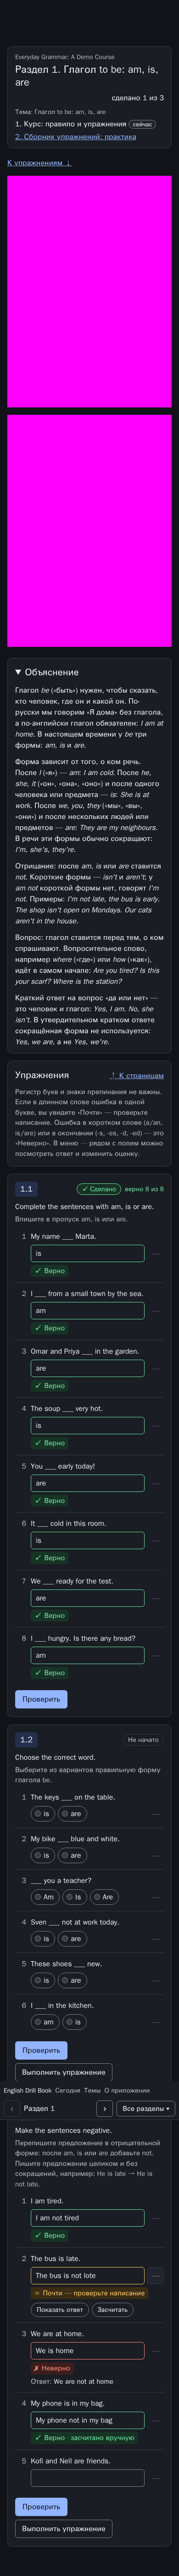 Everyday Grammar: A Demo Course
Раздел 1. Глагол to be: am, is,
are
сделано 1 из 3
Тема: Глагол to be: am, is, are
1. Курс: правило и упражнения сейчас
2. Сборник упражнений: практика
К упражнениям ↓
▼ Объяснение
Глагол be («быть») нужен, чтобы сказать,
кто человек, где он и какой он. По-
русски мы говорим «Я дома» без глагола,
а по-английски глагол обязателен: I am at
home. В настоящем времени у be три
формы: am, is и are.
Форма зависит от того, о ком речь.
После I («я») — am: I am cold. После he,
she, it («он», «она», «оно») и после одного
человека или предмета — is: She is at
work. После we, you, they («мы», «вы»,
«они») и после нескольких людей или
предметов — are: They are my neighbours.
В речи эти формы обычно сокращают:
I'm, she's, they're.
Отрицание: после am, is или are ставится
not. Короткие формы — isn't и aren't; у
am not короткой формы нет, говорят I'm
not. Примеры: I'm not late, the bus is early.
The shop isn't open on Mondays. Our cats
aren't in the house.
Вопрос: глагол ставится перед тем, о ком
спрашивают. Вопросительное слово,
например where («где») или how («как»),
идёт в самом начале: Are you tired? Is this
your scarf? Where is the station?
Краткий ответ на вопрос «да или нет» —
это человек и глагол: Yes, I am. No, she
isn't. В утвердительном кратком ответе
сокращённая форма не используется:
Yes, we are, а не Yes, we're.
Упражнения
↑ К страницам
Регистр букв и знаки препинания не важны.
Если в длинном слове ошибка в одной
букве, вы увидите «Почти» — проверьте
написание. Ошибка в коротком слове (a/an,
is/are) или в окончании (-s, -es, -d, -ed) — это
«Неверно». В меню ··· рядом с ответом можно
посмотреть ответ и изменить оценку.
1.1
✓ Сделано верно 8 из 8
Complete the sentences with am, is or are.
Впишите в пропуск am, is или are.
1 My name ___ Marta.
is
···
✓ Верно
2 I ___ from a small town by the sea.
am
···
✓ Верно
3 Omar and Priya ___ in the garden.
are
···
✓ Верно
4 The soup ___ very hot.
is
···
✓ Верно
5 You ___ early today!
are
···
✓ Верно
6 It ___ cold in this room.
is
···
✓ Верно
7 We ___ ready for the test.
are
···
✓ Верно
8 I ___ hungry. Is there any bread?
am
···
✓ Верно
Проверить
1.2
Не начато
Choose the correct word.
Выберите из вариантов правильную форму
глагола be.
1 The keys ___ on the table.
is are
···
2 My bike ___ blue and white.
is are
···
3 ___ you a teacher?
Am Is Are
···
4 Sven ___ not at work today.
is are
···
5 These shoes ___ new.
is are
···
6 I ___ in the kitchen.
am is
···
Проверить
Выполнить упражнение
English Drill Book Сегодня Темы О приложении
‹ Раздел 1 › Все разделы ▾
Make the sentences negative.
Перепишите предложение в отрицательной
форме: после am, is или are добавьте not.
Пишите предложение целиком и без
сокращений, например: He is late → He is
not late.
1 I am tired.
I am not tired
···
✓ Верно
2 The bus is late.
The bus is not lote
···
≈ Почти — проверьте написание
Показать ответ Засчитать
3 We are at home.
We is home
···
✗ Неверно
Ответ: We are not at home
4 My phone is in my bag.
My phone not in my bag
···
✓ Верно · засчитано вручную
5 Kofi and Nell are friends.
···
Проверить
Выполнить упражнение